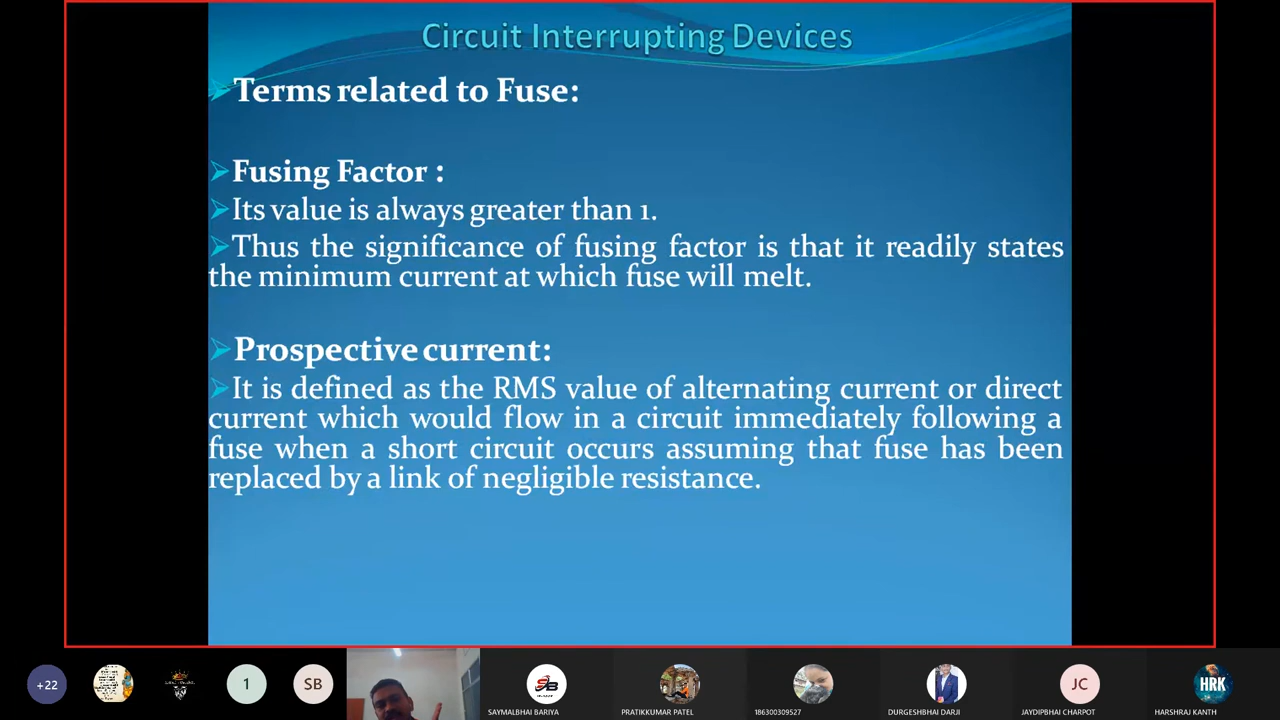 Circuit Interrupting Devices
Terms related to Fuse:
Fusing Factor :
Its value is always greater than 1.
Thus the significance of fusing factor is that it readily states
the minimum current at which fuse will melt.
Prospective current:
It is defined as the RMS value of alternating current or direct
current which would flow in a circuit immediately following a
fuse when a short circuit occurs assuming that fuse has been
replaced by a link of negligible resistance.
+22
1
SB
JC
HRK
SAYMALBHAI BARIYA
PRATIKKUMAR PATEL
186300309527
DURGESHBHAI DARJI
JAYDIPBHAI CHARPOT
HARSHRAJ KANTH